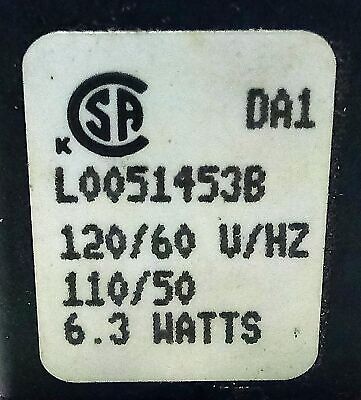 CSA DA1
K
L0051453B
120/60 V/HZ
110/50
6.3 WATTS